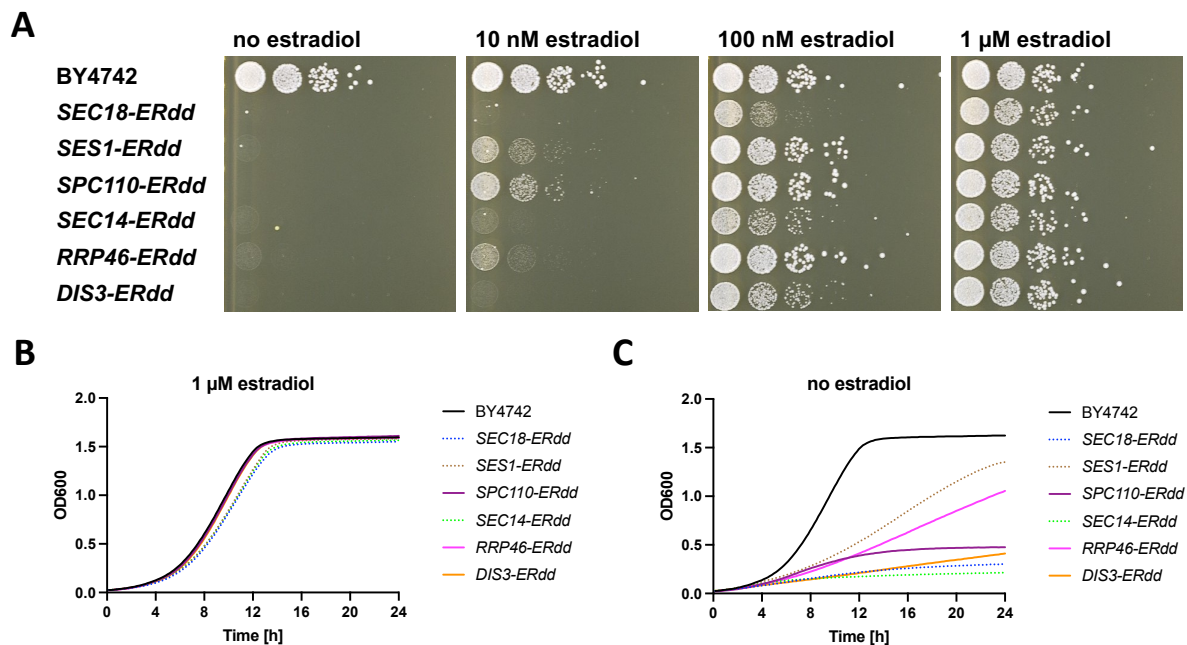 A
no estradiol 10 nM estradiol 100 nM estradiol 1 µM estradiol
BY4742
SEC18-ERdd
SES1-ERdd
SPC110-ERdd
SEC14-ERdd
RRP46-ERdd
DIS3-ERdd
B
1 µM estradiol
OD600
2.0
1.5
1.0
0.5
0.0
0 4 8 12 16 20 24
Time [h]
BY4742
SEC18-ERdd
SES1-ERdd
SPC110-ERdd
SEC14-ERdd
RRP46-ERdd
DIS3-ERdd
C
no estradiol
OD600
2.0
1.5
1.0
0.5
0.0
0 4 8 12 16 20 24
Time [h]
BY4742
SEC18-ERdd
SES1-ERdd
SPC110-ERdd
SEC14-ERdd
RRP46-ERdd
DIS3-ERdd